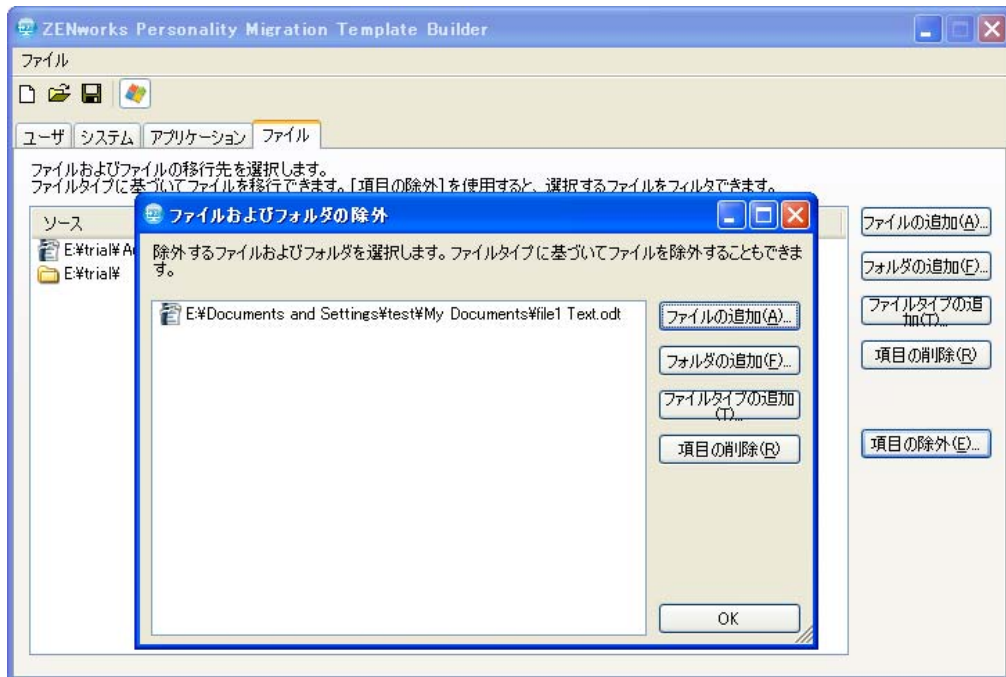 ZENworks Personality Migration Template Builder
ファイル
ユーザ システム アプリケーション ファイル
ファイルおよびファイルの移行先を選択します。
ファイルタイプに基づいてファイルを移行できます。[項目の除外]を使用すると、選択するファイルをフィルタできます。
ソース
E:¥trial¥
ファイルの追加(A)...
フォルダの追加(F)...
ファイルタイプの追
加(T)...
項目の削除(R)
項目の除外(E)...
ファイルおよびフォルダの除外
除外するファイルおよびフォルダを選択します。ファイルタイプに基づいてファイルを除外することもできま
す。
E:¥Documents and Settings¥test¥My Documents¥file1 Text.odt
ファイルの追加(A)...
フォルダの追加(F)...
ファイルタイプの追加
(T)...
項目の削除(R)
OK